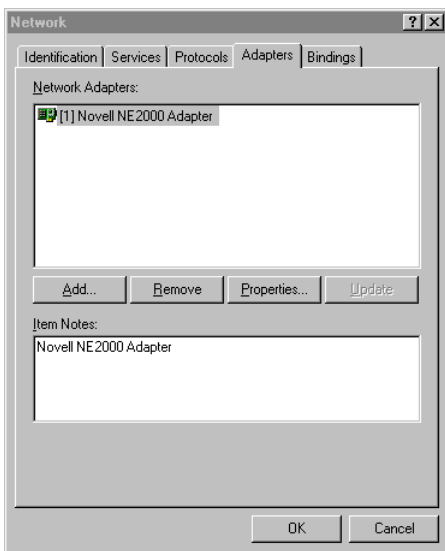 Network
Identification Services Protocols Adapters Bindings
Network Adapters:
[1] Novell NE2000 Adapter
Add... Remove Properties... Update
Item Notes:
Novell NE2000 Adapter
OK Cancel